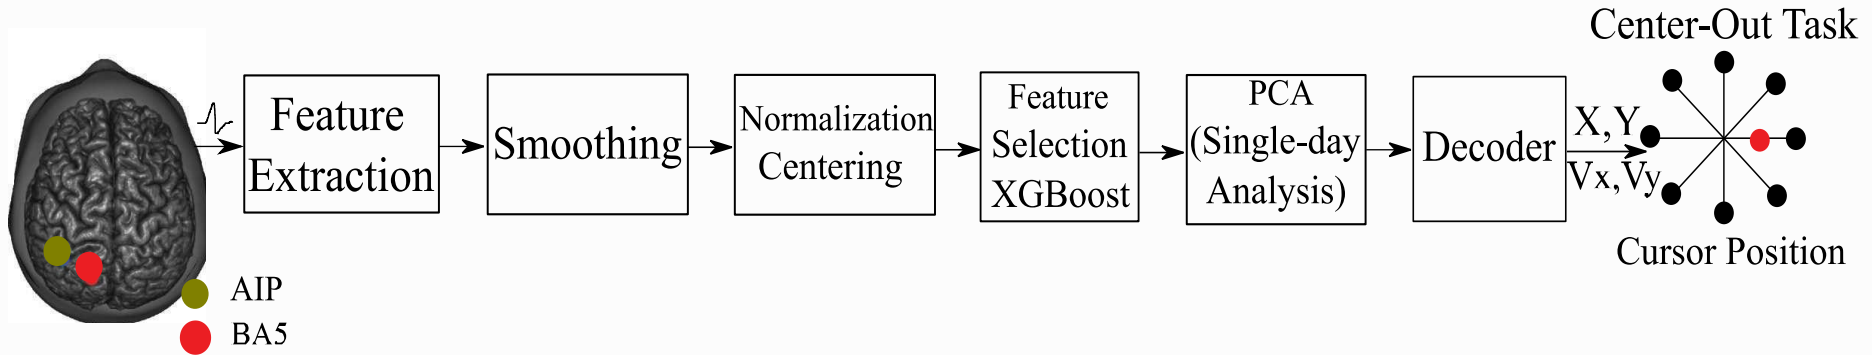 Feature
Extraction
Smoothing
Normalization
Centering
Feature
Selection
XGBoost
PCA
(Single-day
Analysis)
Decoder
X,Y
Vx,Vy
Center-Out Task
Cursor Position
AIP
BA5